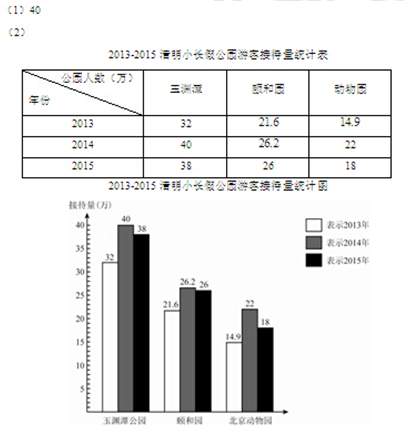 （1）40
（2）
2013-2015 清明小长假公园游客接待量统计表
公园人数（万） 玉渊潭 颐和园 动物园
年份
2013 32 21.6 14.9
2014 40 26.2 22
2015 38 26 18
2013-2015 清明小长假公园游客接待量统计图
接待量(万)
40
35
30
25
20
15
10
5
32 40 38
21.6 26.2 26
14.9 22 18
表示2013年
表示2014年
表示2015年
玉渊潭公园 颐和园 北京动物园